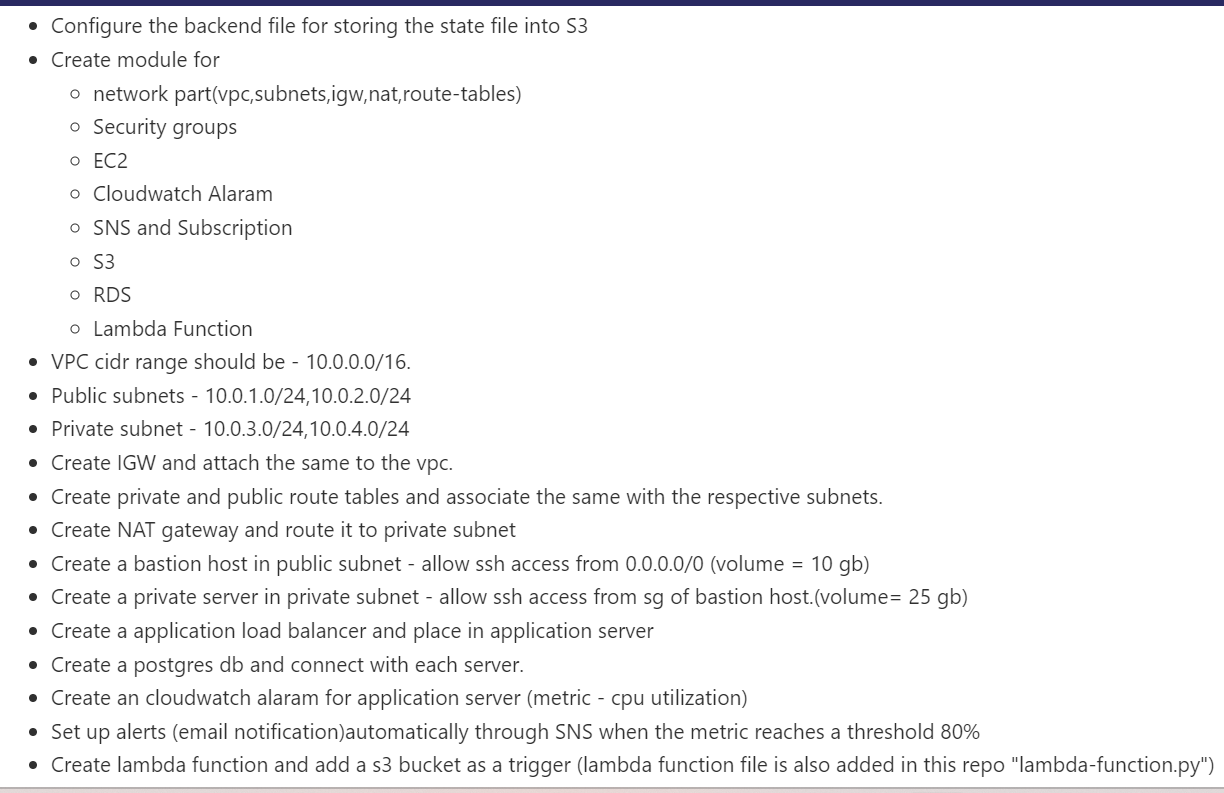 Configure the backend file for storing the state file into S3
Create module for
network part(vpc,subnets,igw,nat,route-tables)
Security groups
EC2
Cloudwatch Alaram
SNS and Subscription
S3
RDS
Lambda Function
VPC cidr range should be - 10.0.0.0/16.
Public subnets - 10.0.1.0/24,10.0.2.0/24
Private subnet - 10.0.3.0/24,10.0.4.0/24
Create IGW and attach the same to the vpc.
Create private and public route tables and associate the same with the respective subnets.
Create NAT gateway and route it to private subnet
Create a bastion host in public subnet - allow ssh access from 0.0.0.0/0 (volume = 10 gb)
Create a private server in private subnet - allow ssh access from sg of bastion host.(volume= 25 gb)
Create a application load balancer and place in application server
Create a postgres db and connect with each server.
Create an cloudwatch alaram for application server (metric - cpu utilization)
Set up alerts (email notification)automatically through SNS when the metric reaches a threshold 80%
Create lambda function and add a s3 bucket as a trigger (lambda function file is also added in this repo "lambda-function.py")